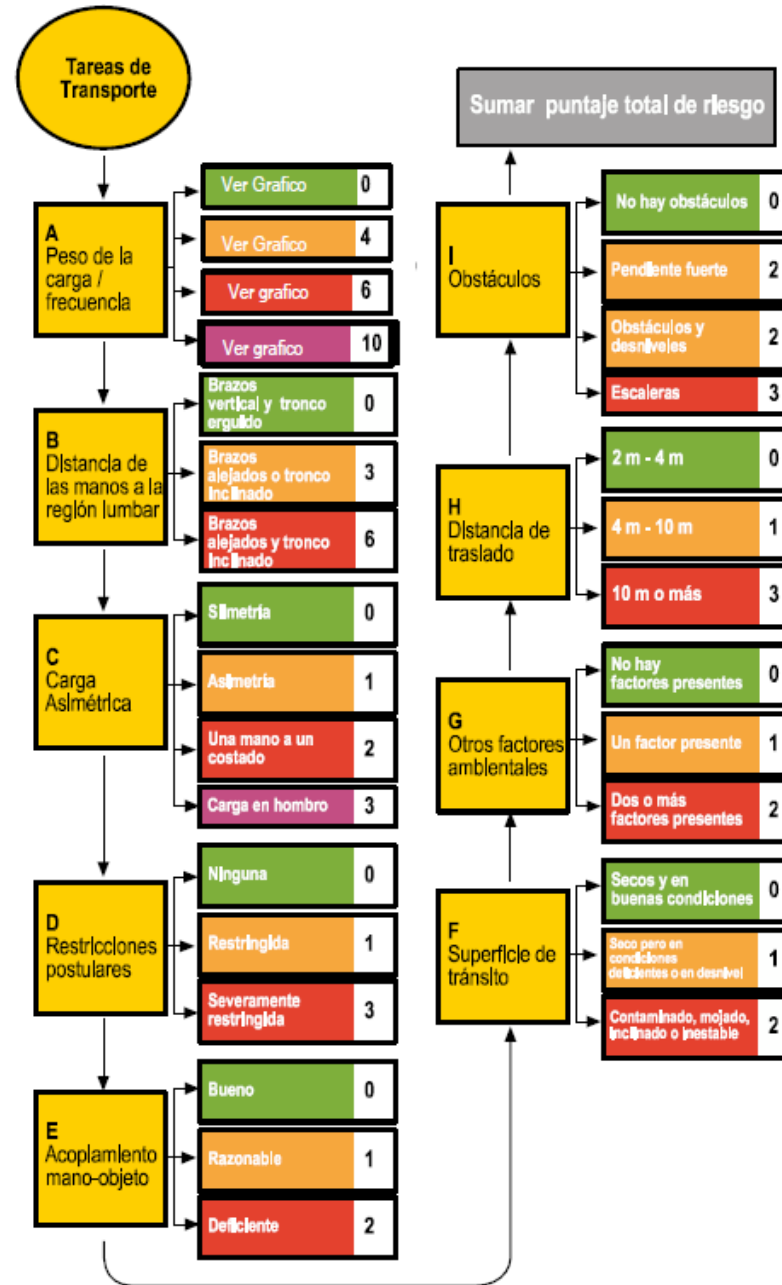 Tareas de
Transporte
A
Peso de la
carga /
frecuencia
Ver Grafico 0
Ver Grafico 4
Ver grafico 6
Ver grafico 10
B
Distancia de
las manos a la
región lumbar
Brazos
vertical y tronco
erguido
0
Brazos
alejados o tronco
inclinado
3
Brazos
alejados y tronco
inclinado
6
C
Carga
Asimétrica
Simetría 0
Asimetría 1
Una mano a un
costado
2
Carga en hombro 3
D
Restricciones
postulares
Ninguna 0
Restringida 1
Severamente
restringida
3
E
Acoplamiento
mano-objeto
Bueno 0
Razonable 1
Deficiente 2
F
Superficie de
tránsito
Secos y en
buenas condiciones
0
Seco pero en
condiciones
deficientes o en desnivel
1
Contaminado, mojado,
inclinado o inestable
2
G
Otros factores
ambientales
No hay
factores presentes
0
Un factor presente 1
Dos o más
factores presentes
2
H
Distancia de
traslado
2 m - 4 m 0
4 m - 10 m 1
10 m o más 3
I
Obstáculos
No hay obstáculos 0
Pendiente fuerte 2
Obstáculos y
desniveles
2
Escaleras 3
Sumar puntaje total de riesgo